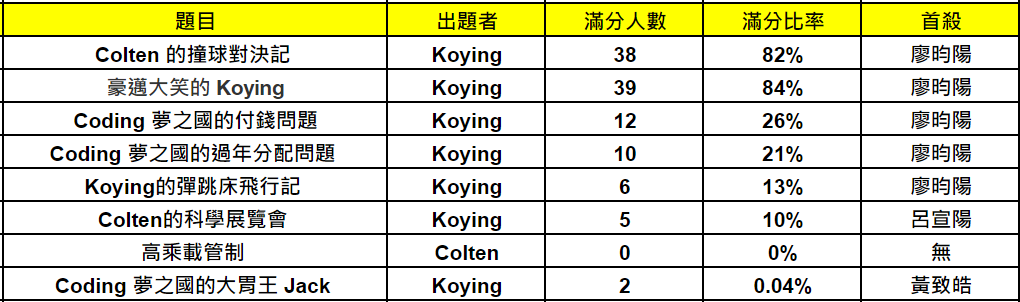 題目 出題者 滿分人數 滿分比率 首殺
Colten 的撞球對決記 Koying 38 82% 廖昀陽
豪邁大笑的 Koying Koying 39 84% 廖昀陽
Coding 夢之國的付錢問題 Koying 12 26% 廖昀陽
Coding 夢之國的過年分配問題 Koying 10 21% 廖昀陽
Koying的彈跳床飛行記 Koying 6 13% 廖昀陽
Colten的科學展覽會 Koying 5 10% 呂宣陽
高乘載管制 Colten 0 0% 無
Coding 夢之國的大胃王 Jack Koying 2 0.04% 黃致皓